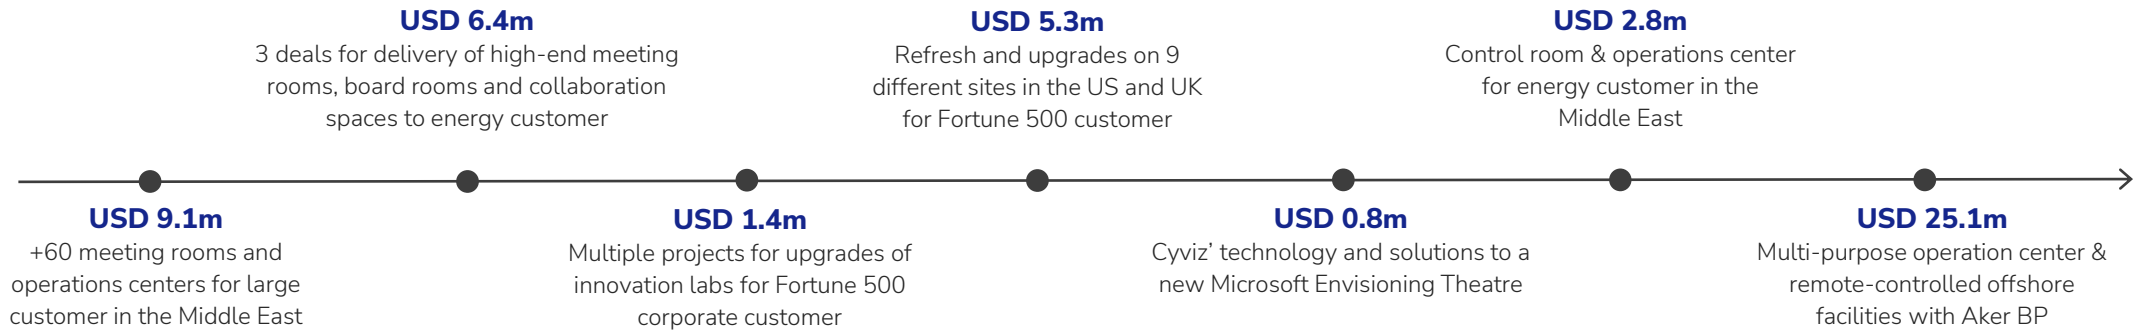 USD 6.4m
3 deals for delivery of high-end meeting
rooms, board rooms and collaboration
spaces to energy customer
USD 5.3m
Refresh and upgrades on 9
different sites in the US and UK
for Fortune 500 customer
USD 2.8m
Control room & operations center
for energy customer in the
Middle East
USD 9.1m
+60 meeting rooms and
operations centers for large
customer in the Middle East
USD 1.4m
Multiple projects for upgrades of
innovation labs for Fortune 500
corporate customer
USD 0.8m
Cyviz’ technology and solutions to a
new Microsoft Envisioning Theatre
USD 25.1m
Multi-purpose operation center &
remote-controlled offshore
facilities with Aker BP